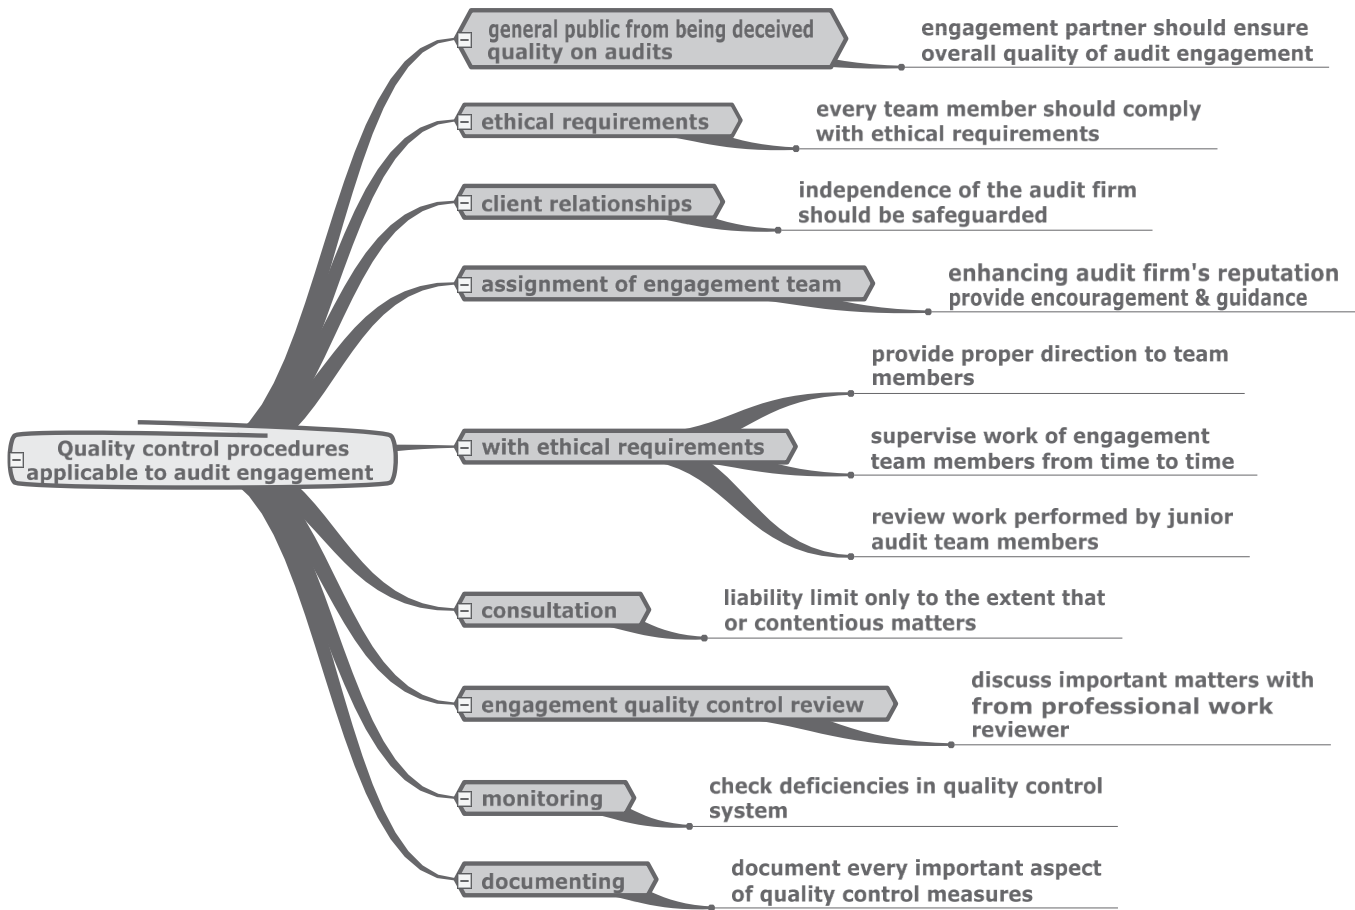 general public from being deceived
quality on audits
engagement partner should ensure
overall quality of audit engagement
ethical requirements
every team member should comply
with ethical requirements
client relationships
independence of the audit firm
should be safeguarded
assignment of engagement team
enhancing audit firm's reputation
provide encouragement & guidance
Quality control procedures
applicable to audit engagement
with ethical requirements
provide proper direction to team
members
supervise work of engagement
team members from time to time
review work performed by junior
audit team members
consultation
liability limit only to the extent that
or contentious matters
engagement quality control review
discuss important matters with
from professional work
reviewer
monitoring
check deficiencies in quality control
system
documenting
document every important aspect
of quality control measures